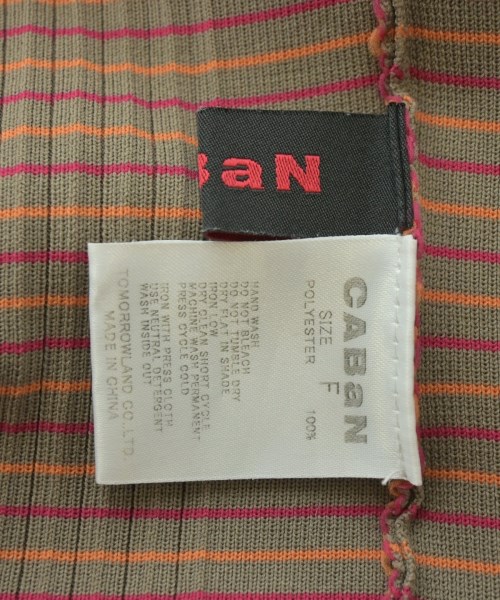 BaN
CABaN
SIZE F
POLYESTER 100%
HAND WASH
DO NOT BLEACH
DO NOT TUMBLE DRY
DRY FLAT IN SHADE
IRON LOW
DRY CLEAN SHORT CYCLE
MACHINE WASH PERMANENT
PRESS CYCLE COLD
IRON WITH PRESS CLOTH
USE NEUTRAL DETERGENT
WASH INSIDE OUT
TOMORROWLAND CO., LTD.
MADE IN CHINA